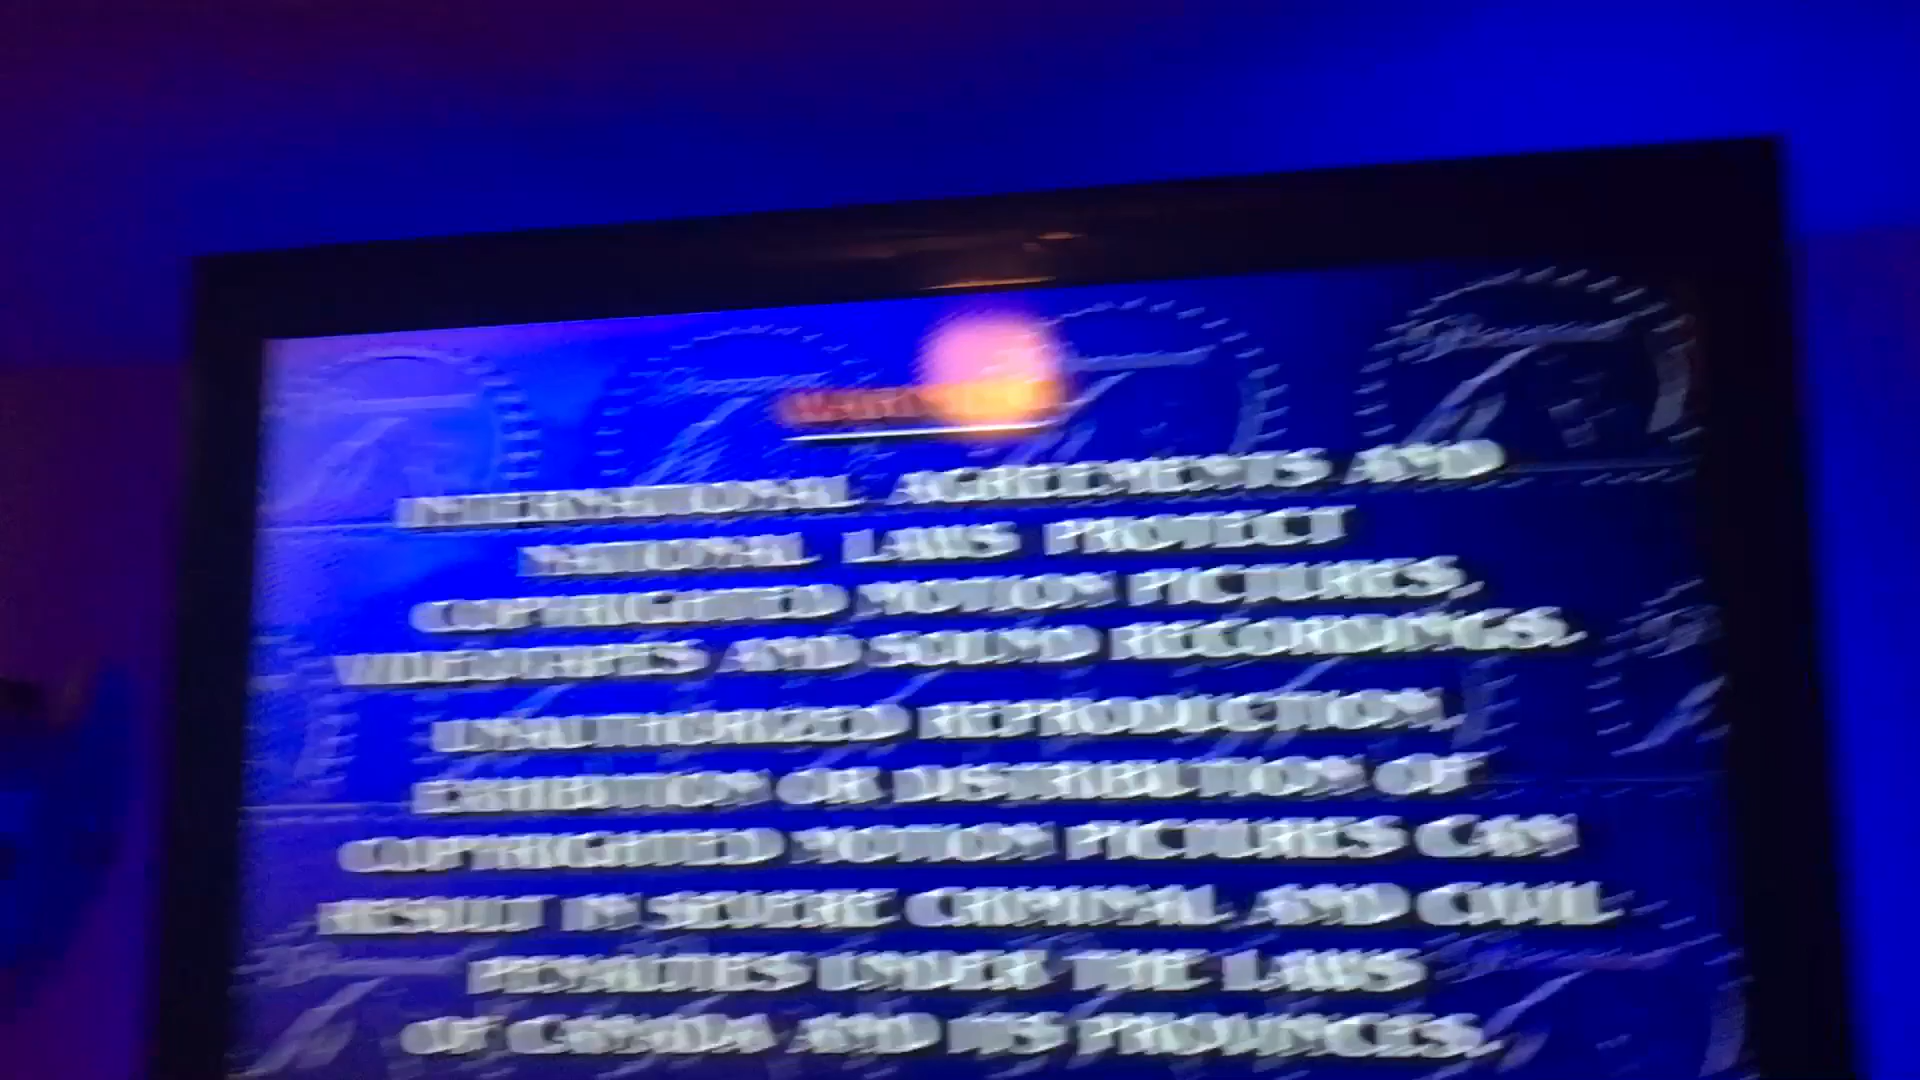 WARNING
INTERNATIONAL AGREEMENTS AND
NATIONAL LAWS PROTECT
COPYRIGHTED MOTION PICTURES,
VIDEOTAPES AND SOUND RECORDINGS.
UNAUTHORIZED REPRODUCTION,
EXHIBITION OR DISTRIBUTION OF
COPYRIGHTED MOTION PICTURES CAN
RESULT IN SEVERE CRIMINAL AND CIVIL
PENALTIES UNDER THE LAWS
OF CANADA AND ITS PROVINCES.